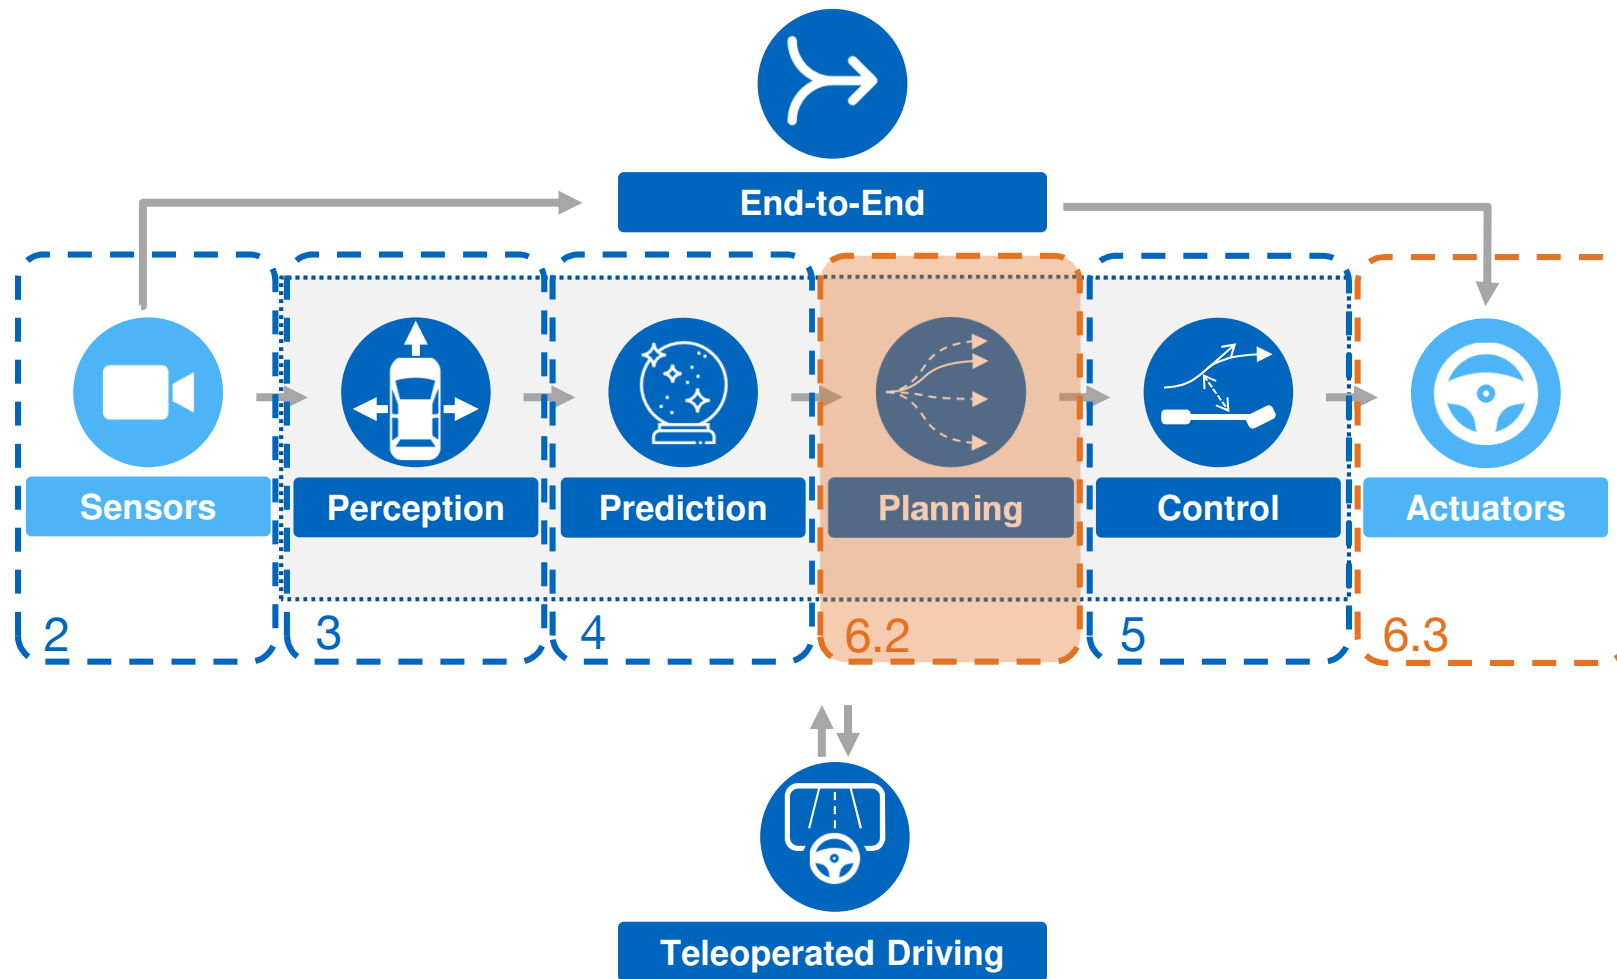 End-to-End
Sensors
Perception
Prediction
Planning
Control
Actuators
2
3
4
6.2
5
6.3
Teleoperated Driving